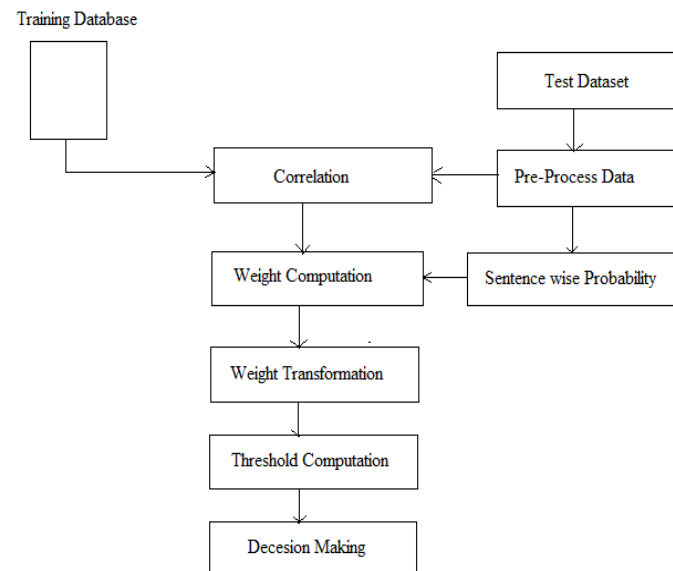 Training Database
Test Dataset
Correlation
Pre-Process Data
Weight Computation
Sentence wise Probability
Weight Transformation
Threshold Computation
Decesion Making